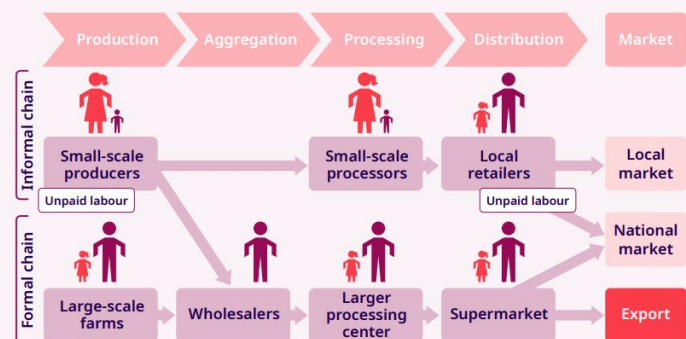 Production
Aggregation
Processing
Distribution
Market
Informal chain
Small-scale
producers
Small-scale
processors
Local
retailers
Local
market
Unpaid labour
Unpaid labour
National
market
Formal chain
Large-scale
farms
Wholesalers
Larger
processing
center
Supermarket
Export